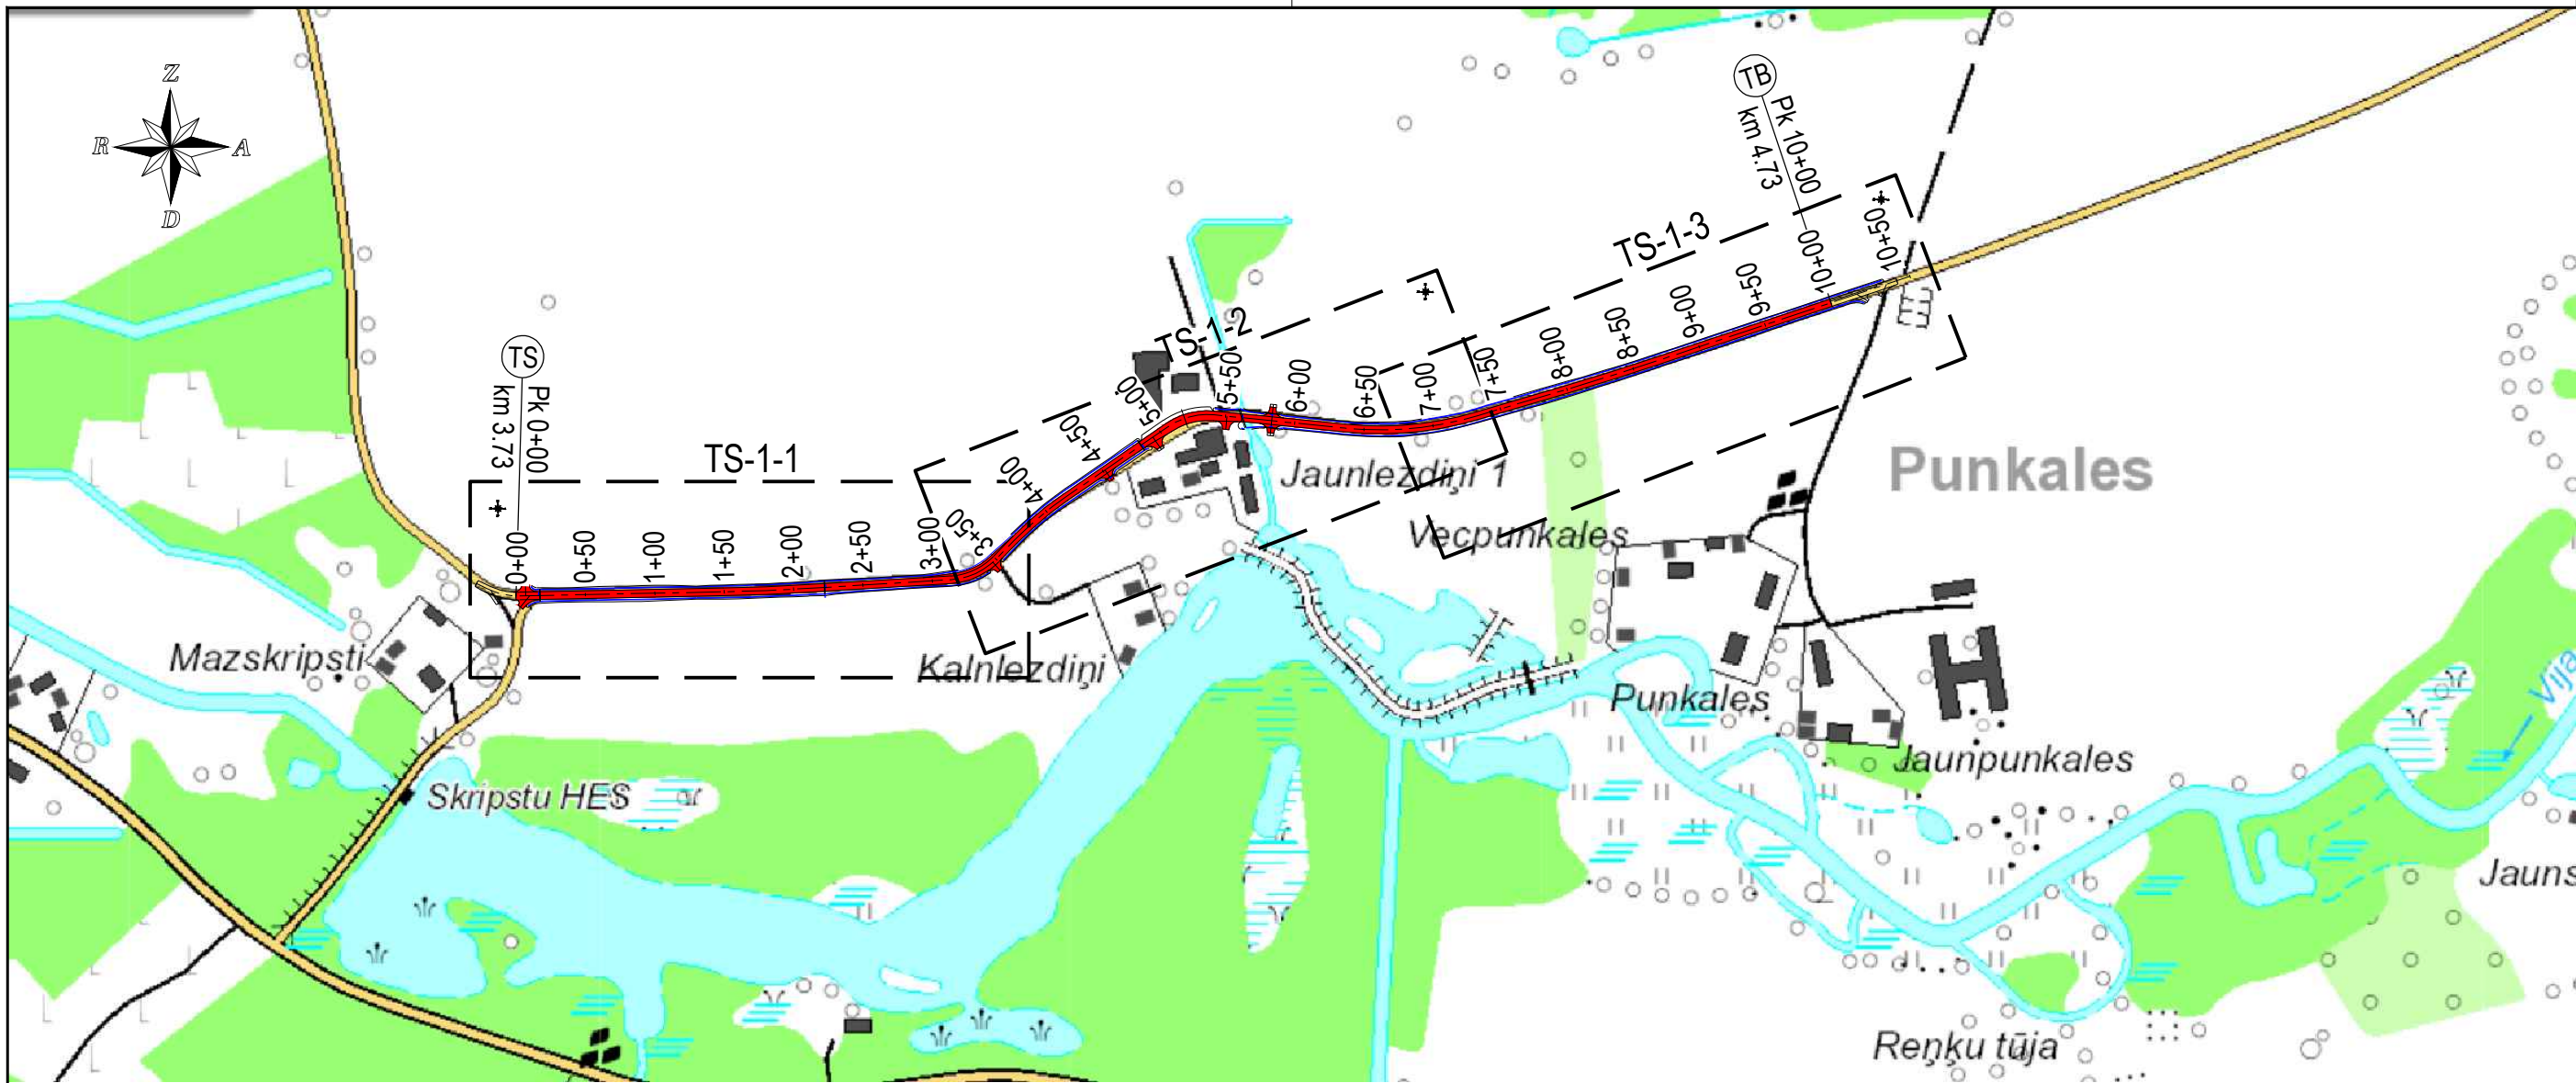 Z
R
A
D
TS
Pk 0+00
km 3.73
TS-1-1
0+00
0+50
1+00
1+50
2+00
2+50
3+00
3+50
4+00
4+50
5+00
5+50
6+00
6+50
7+00
7+50
8+00
8+50
9+00
9+50
10+00
10+50
TS-1-2
TS-1-3
TB
Pk 10+00
km 4.73
Jaunlezdiņi 1
Vecpunkales
Punkales
Mazskripsti
Kalnlezdiņi
Punkales
Jaunpunkales
Skripstu HES
Vija
Jauns
Reņķu tūja